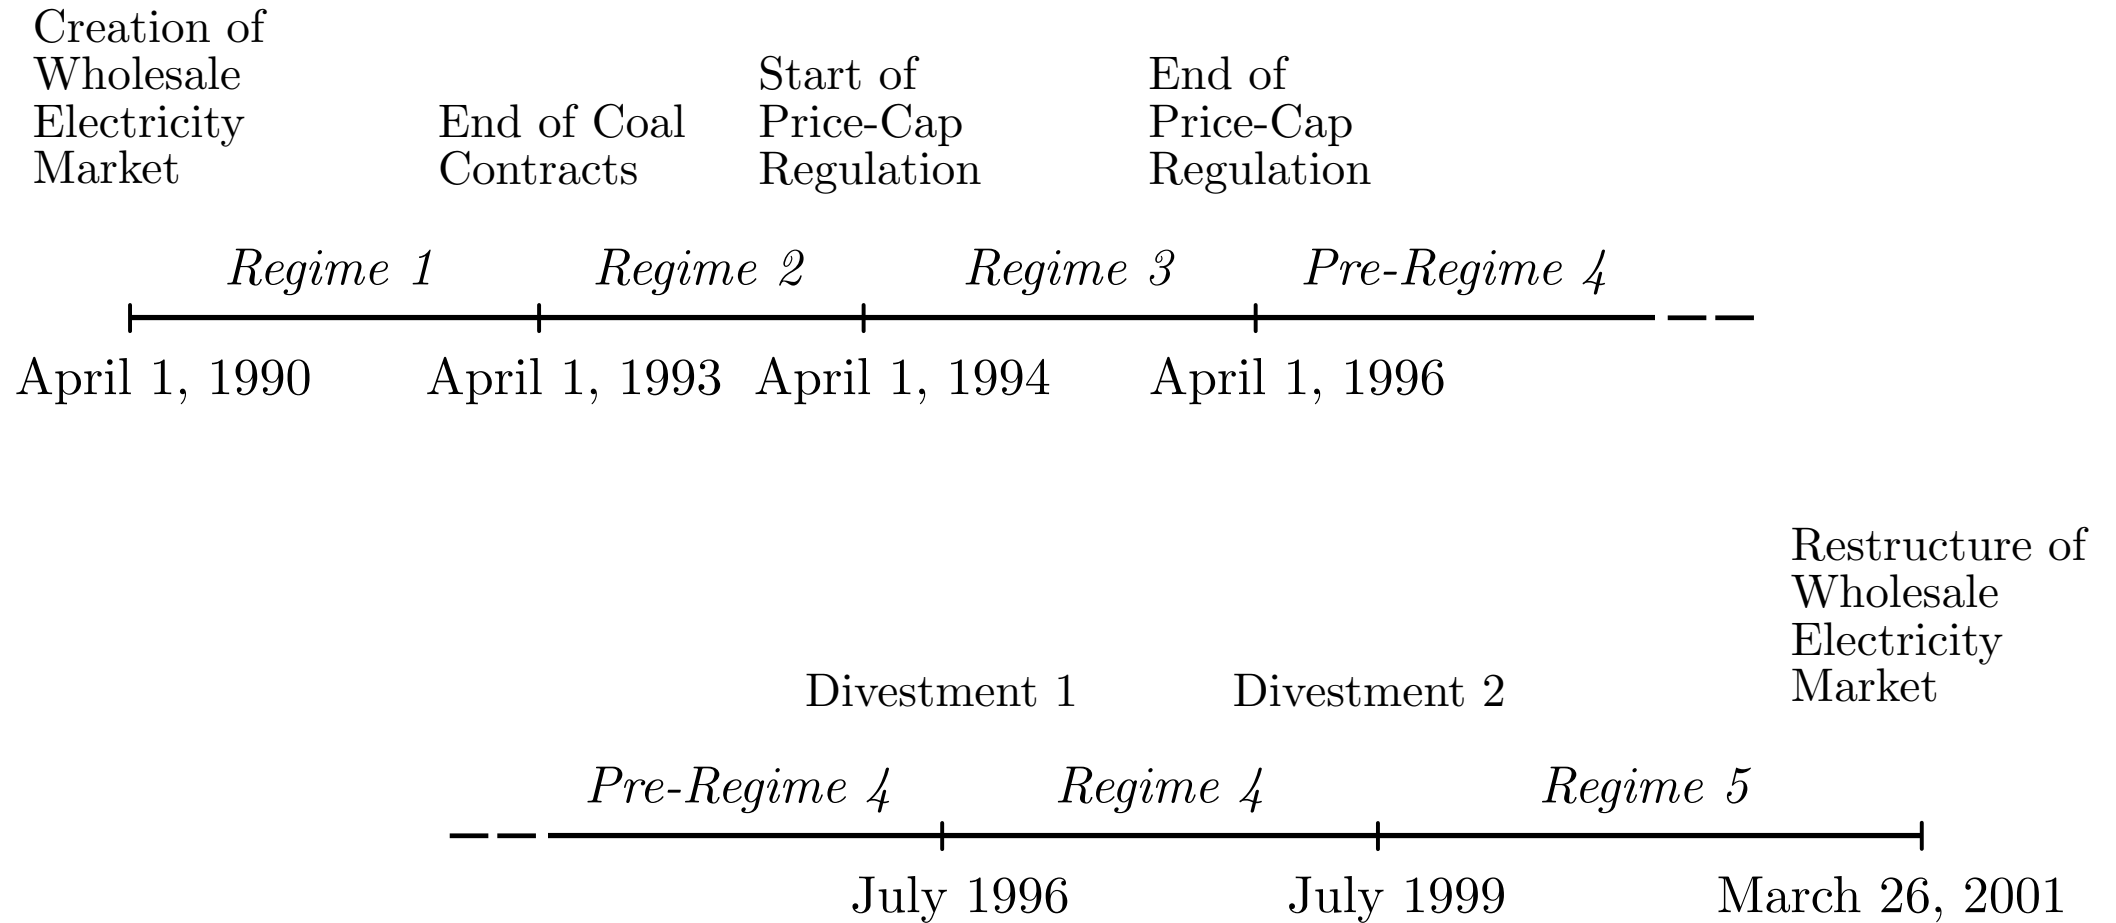 Creation of
Wholesale
Electricity
Market
End of Coal
Contracts
Start of
Price-Cap
Regulation
End of
Price-Cap
Regulation
Regime 1
Regime 2
Regime 3
Pre-Regime 4
April 1, 1990
April 1, 1993
April 1, 1994
April 1, 1996
Divestment 1
Divestment 2
Restructure of
Wholesale
Electricity
Market
Pre-Regime 4
Regime 4
Regime 5
July 1996
July 1999
March 26, 2001